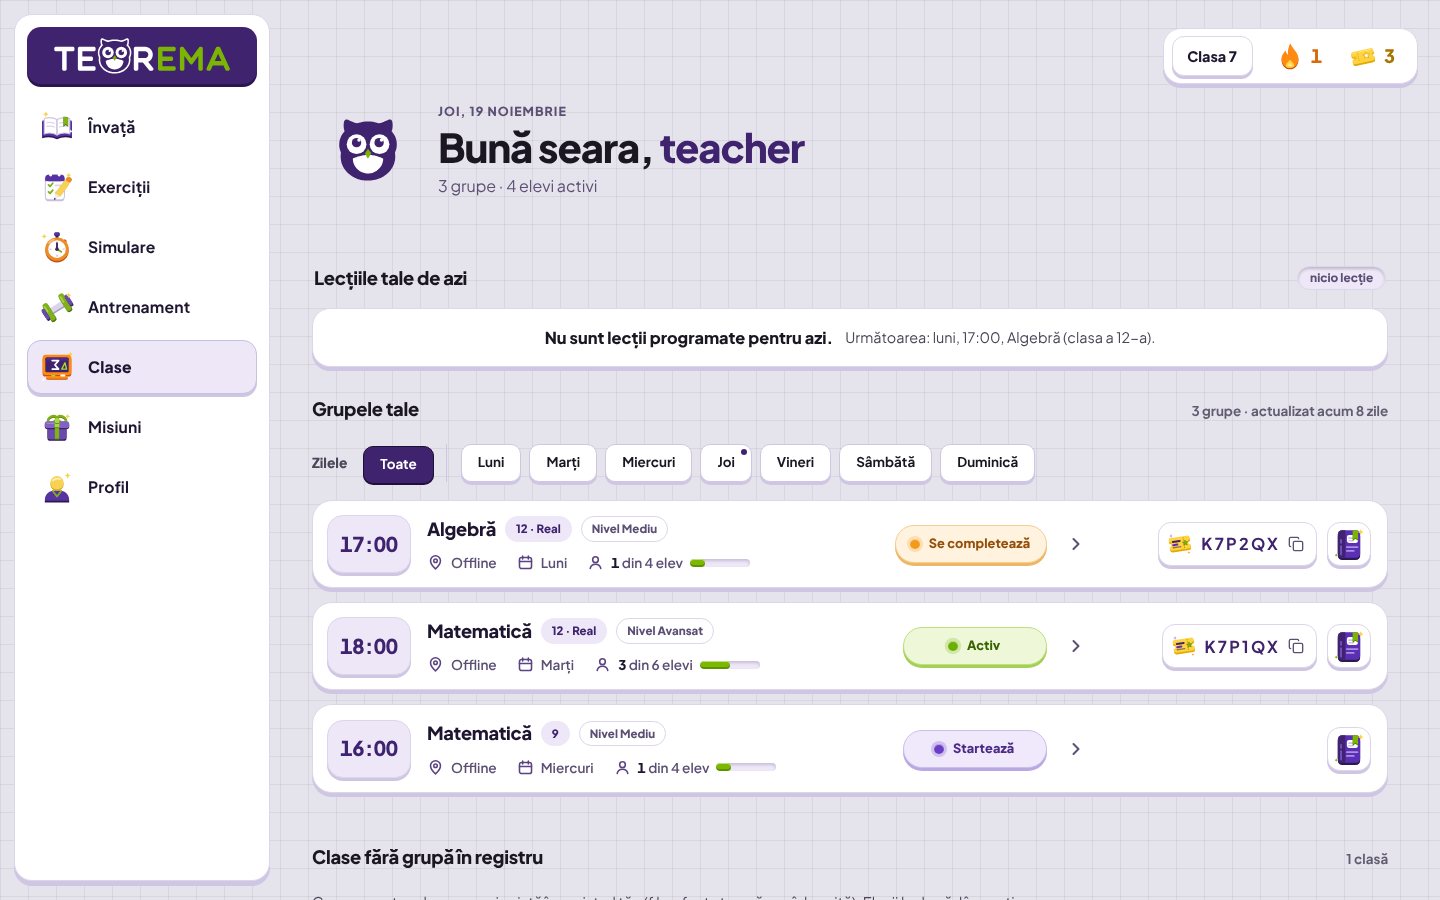 TEOREMA
Clasa 7 1 3
Învață
Exerciții
Simulare
Antrenament
Clase
Misiuni
Profil
JOI, 19 NOIEMBRIE
Bună seara, teacher
3 grupe · 4 elevi activi
Lecțiile tale de azi
nicio lecție
Nu sunt lecții programate pentru azi. Următoarea: luni, 17:00, Algebră (clasa a 12-a).
Grupele tale
3 grupe · actualizat acum 8 zile
Zilele Toate Luni Marți Miercuri Joi Vineri Sâmbătă Duminică
17:00 Algebră 12 · Real Nivel Mediu
Offline Luni 1 din 4 elev
Se completează
K7P2QX
18:00 Matematică 12 · Real Nivel Avansat
Offline Marți 3 din 6 elevi
Activ
K7P1QX
16:00 Matematică 9 Nivel Mediu
Offline Miercuri 1 din 4 elev
Startează
Clase fără grupă în registru
1 clasă